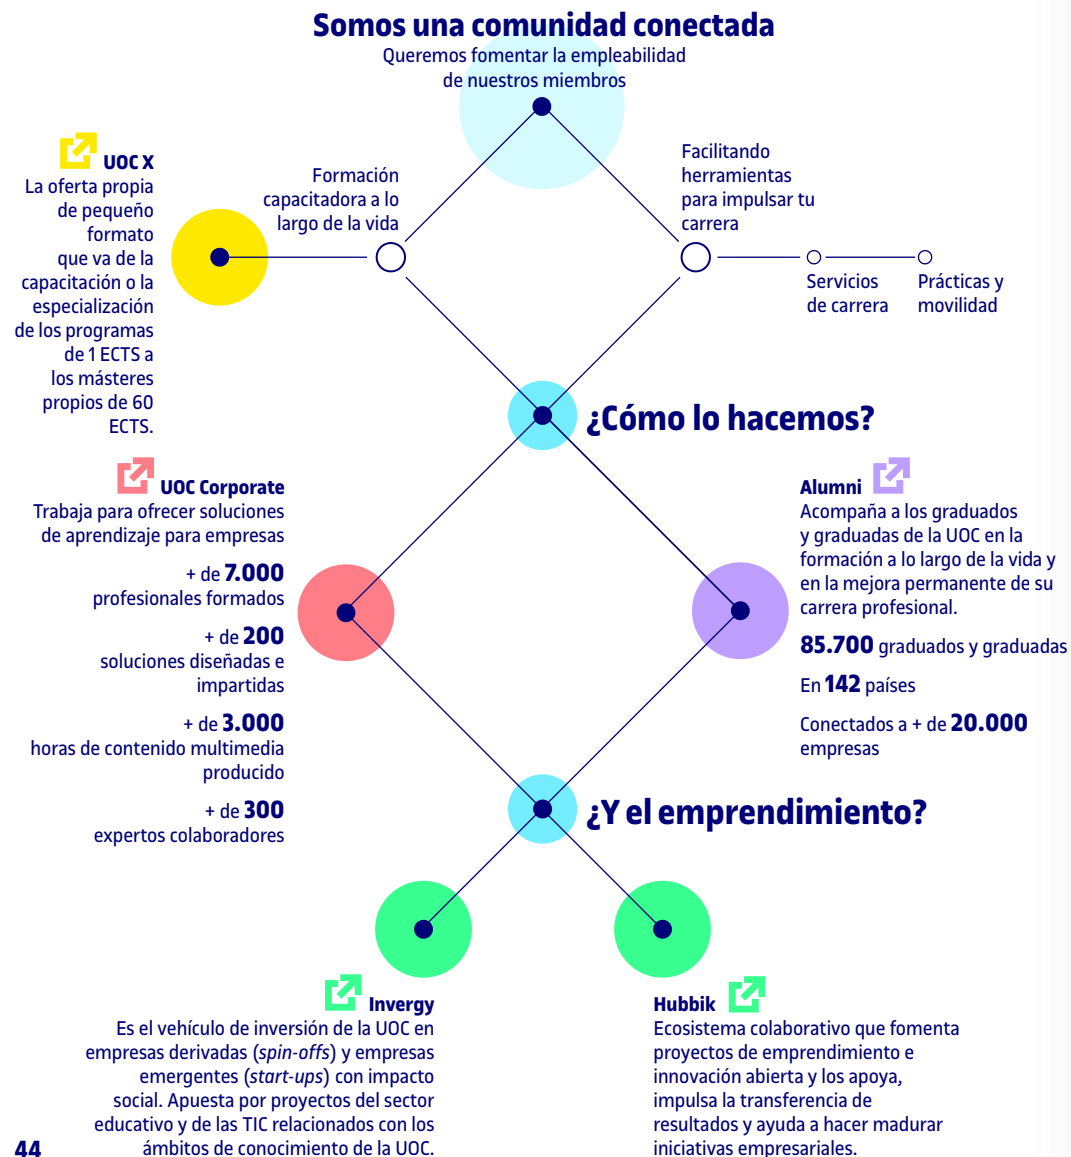 Somos una comunidad conectada
Queremos fomentar la empleabilidad
de nuestros miembros
UOC X
La oferta propia
de pequeño
formato
que va de la
capacitación o la
especialización
de los programas
de 1 ECTS a
los másteres
propios de 60
ECTS.
Formación
capacitadora a lo
largo de la vida
Facilitando
herramientas
para impulsar tu
carrera
Servicios
de carrera
Prácticas y
movilidad
¿Cómo lo hacemos?
UOC Corporate
Trabaja para ofrecer soluciones
de aprendizaje para empresas
+ de 7.000
profesionales formados
+ de 200
soluciones diseñadas e
impartidas
+ de 3.000
horas de contenido multimedia
producido
+ de 300
expertos colaboradores
Alumni
Acompaña a los graduados
y graduadas de la UOC en la
formación a lo largo de la vida y
en la mejora permanente de su
carrera profesional.
85.700 graduados y graduadas
En 142 países
Conectados a + de 20.000
empresas
¿Y el emprendimiento?
Invergy
Es el vehículo de inversión de la UOC en
empresas derivadas (spin-offs) y empresas
emergentes (start-ups) con impacto
social. Apuesta por proyectos del sector
educativo y de las TIC relacionados con los
ámbitos de conocimiento de la UOC.
Hubbik
Ecosistema colaborativo que fomenta
proyectos de emprendimiento e
innovación abierta y los apoya,
impulsa la transferencia de
resultados y ayuda a hacer madurar
iniciativas empresariales.
44